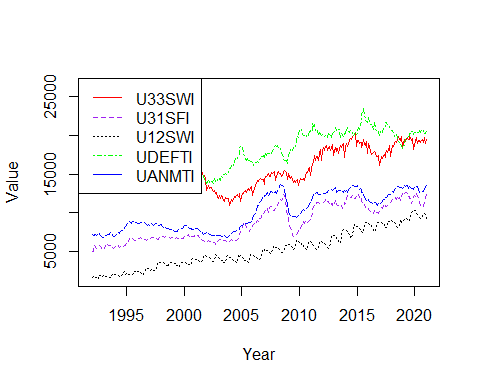 25000
15000
5000
Value
U33SWI
U31SFI
U12SWI
UDEFTI
UANMTI
1995 2000 2005 2010 2015 2020
Year